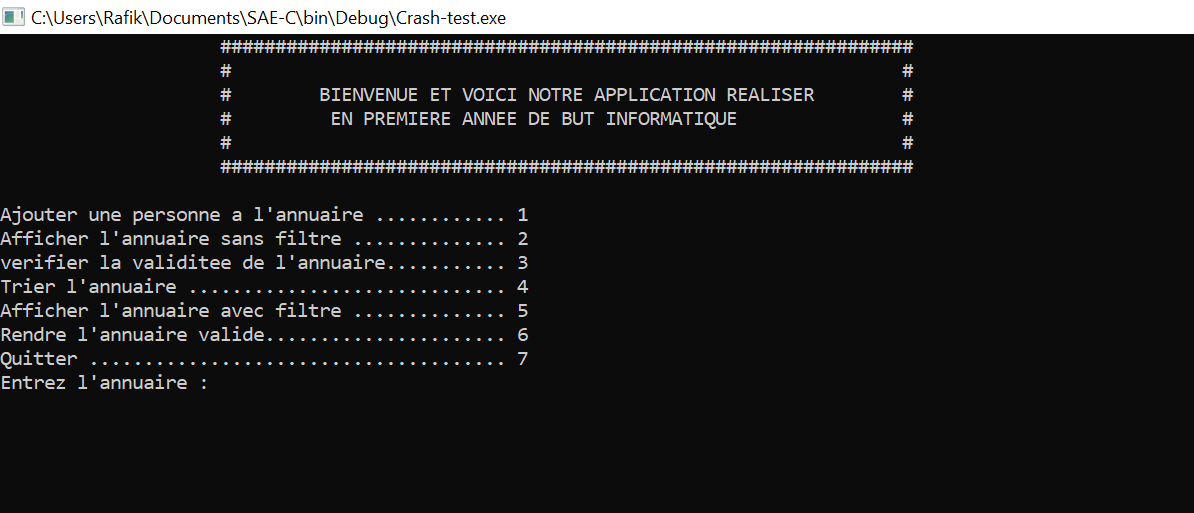 C:\Users\Rafik\Documents\SAE-C\bin\Debug\Crash-test.exe
###############################################################
# #
# BIENVENUE ET VOICI NOTRE APPLICATION REALISER #
# EN PREMIERE ANNEE DE BUT INFORMATIQUE #
# #
###############################################################
Ajouter une personne a l'annuaire ............ 1
Afficher l'annuaire sans filtre .............. 2
verifier la validitee de l'annuaire........... 3
Trier l'annuaire ............................. 4
Afficher l'annuaire avec filtre .............. 5
Rendre l'annuaire valide...................... 6
Quitter ...................................... 7
Entrez l'annuaire :